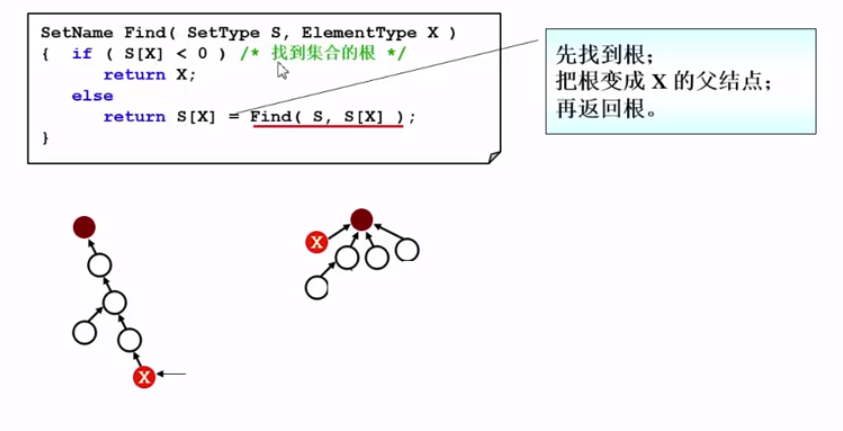 SetName Find( SetType S, ElementType X )
{ if ( S[X] < 0 ) /* 找到集合的根 */
return X;
else
return S[X] = Find( S, S[X] );
}
先找到根；
把根变成 X 的父结点；
再返回根。
X
X